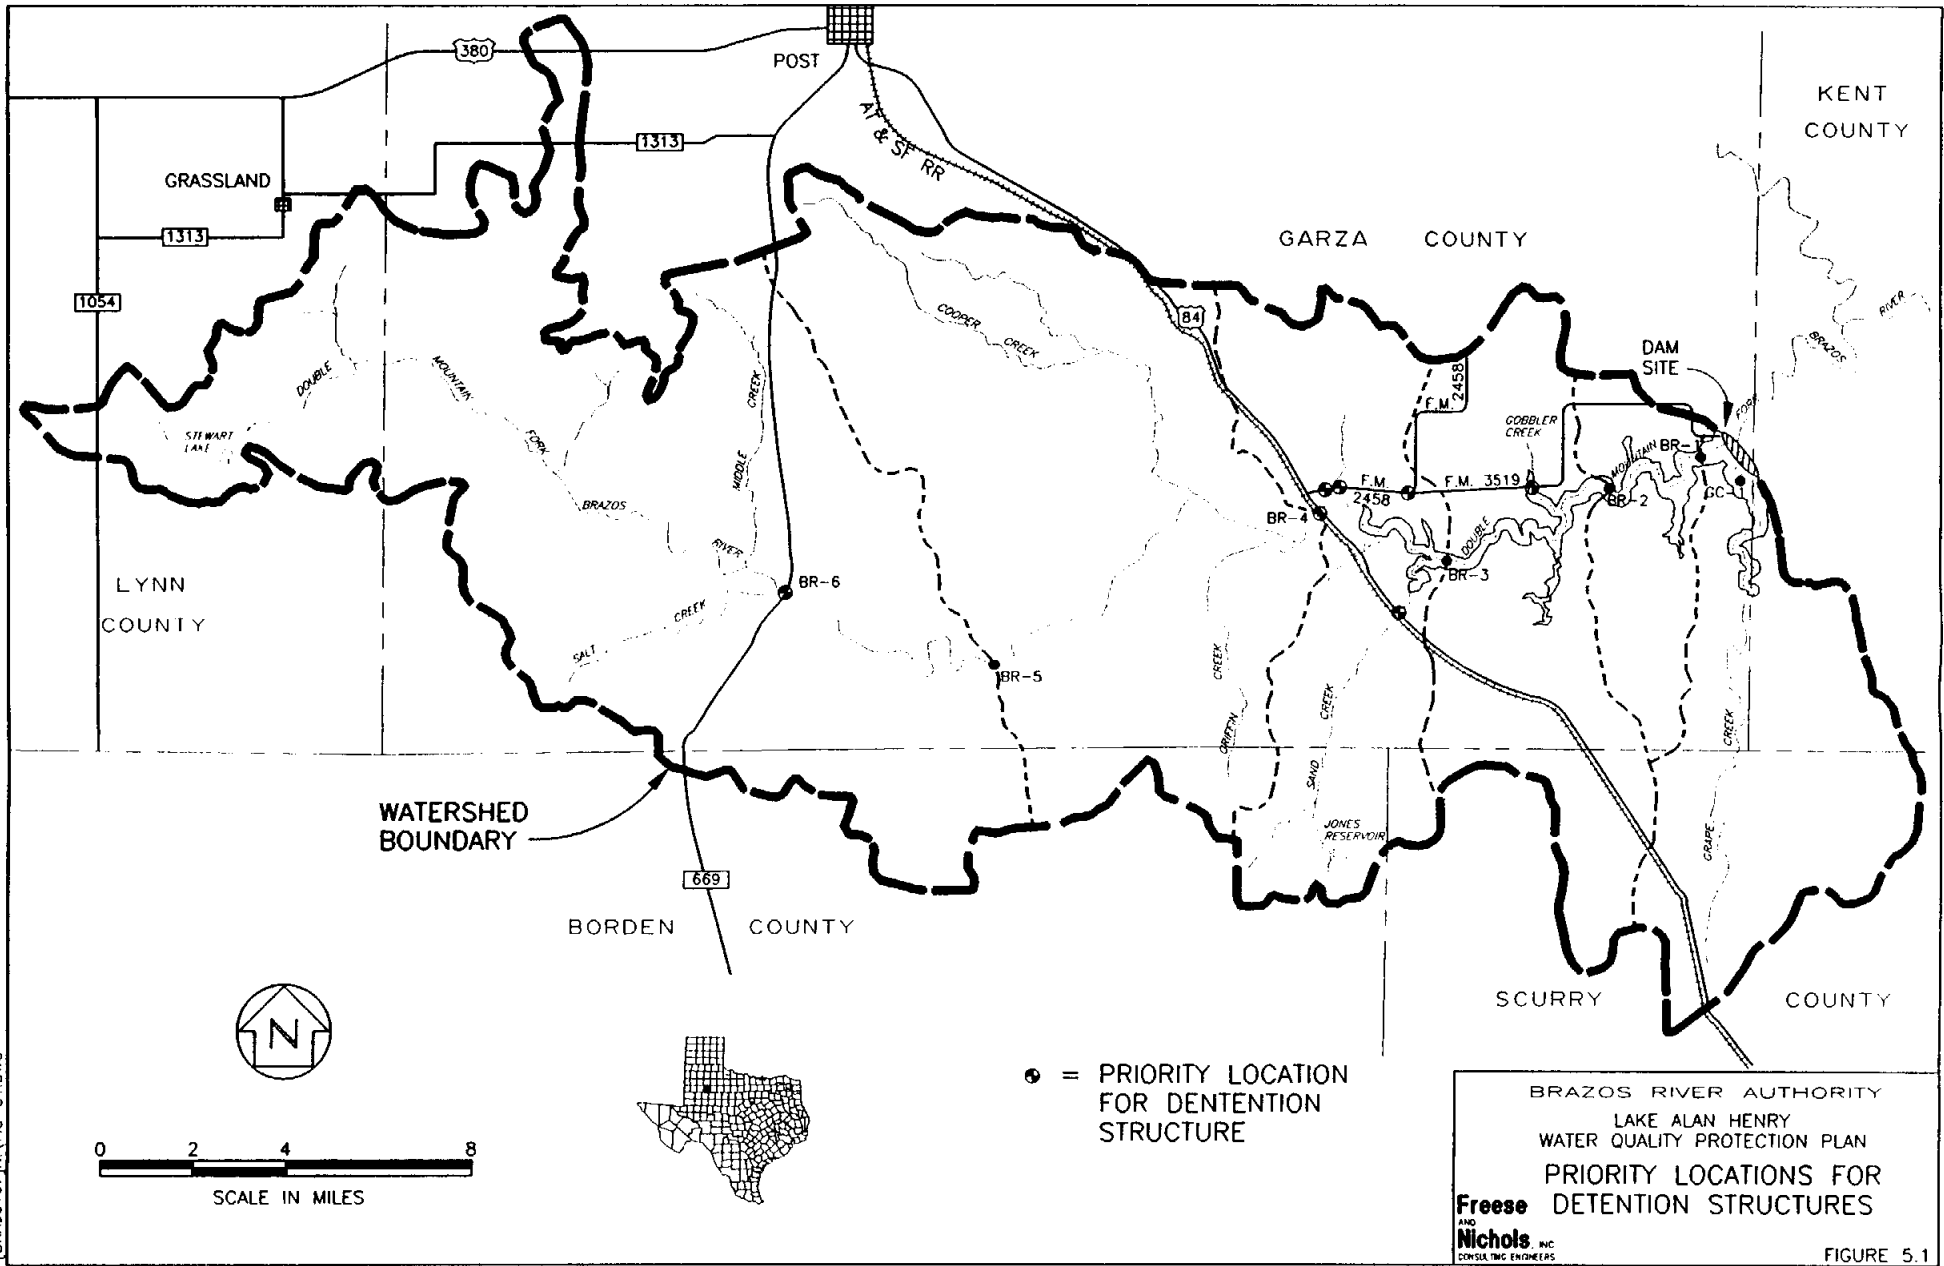 380
POST
KENT
COUNTY
AT & SF RR
1313
GRASSLAND
1313
GARZA COUNTY
1054
84
COOPER
CREEK
RIVER
BRAZOS
DAM
SITE
FORK
DOUBLE
MOUNTAIN
FORK
BRAZOS
RIVER
STEWART
LAKE
MIDDLE
CREEK
F.M.
2458
GOBBLER
CREEK
MOUNTAIN
BR-1
F.M.
2458
F.M. 3519
BR-2
GC-
BR-4
DOUBLE
BR-3
LYNN
COUNTY
BR-6
SALT
CREEK
BR-5
GRIFFIN
CREEK
SAND
CREEK
GRAPE
CREEK
JONES
RESERVOIR
WATERSHED
BOUNDARY
669
BORDEN COUNTY
SCURRY COUNTY
N
= PRIORITY LOCATION
FOR DENTENTION
STRUCTURE
0 2 4 8
SCALE IN MILES
BRAZOS RIVER AUTHORITY
LAKE ALAN HENRY
WATER QUALITY PROTECTION PLAN
PRIORITY LOCATIONS FOR
DETENTION STRUCTURES
Freese
AND
Nichols, INC
CONSULTING ENGINEERS
FIGURE 5.1